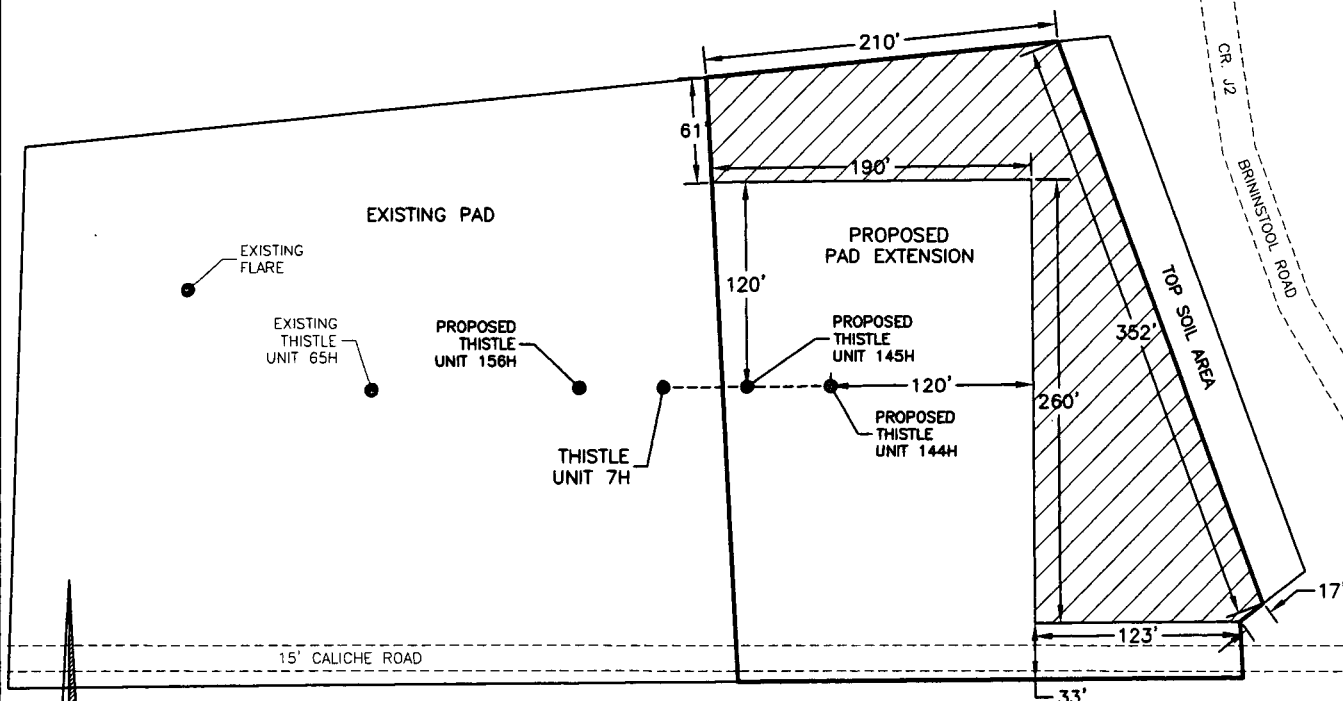 210'
CR. J2
BRININSTOOL ROAD
61'
190'
EXISTING PAD
PROPOSED
PAD EXTENSION
EXISTING
FLARE
120'
TOP SOIL AREA
352'
EXISTING
THISTLE
UNIT 65H
PROPOSED
THISTLE
UNIT 156H
PROPOSED
THISTLE
UNIT 145H
120'
260'
PROPOSED
THISTLE
UNIT 144H
THISTLE
UNIT 7H
17'
123'
15' CALICHE ROAD
33'